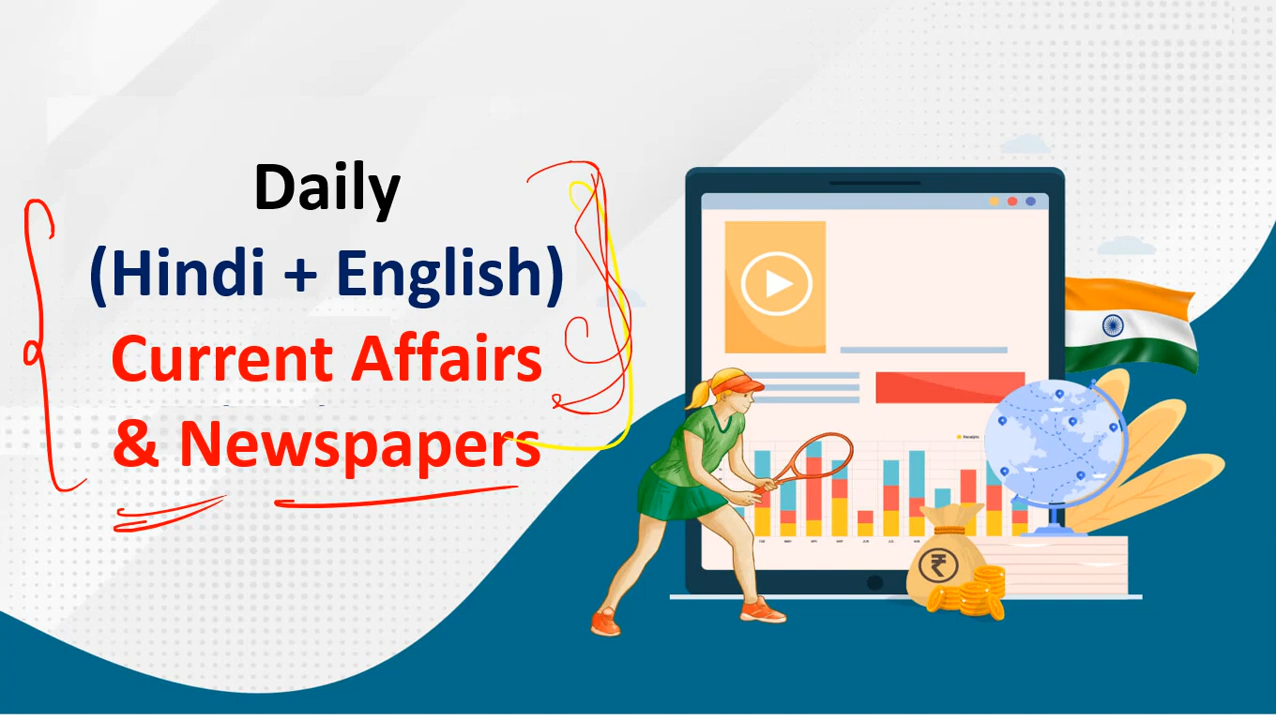 Daily
(Hindi + English)
Current Affairs
& Newspapers
₹